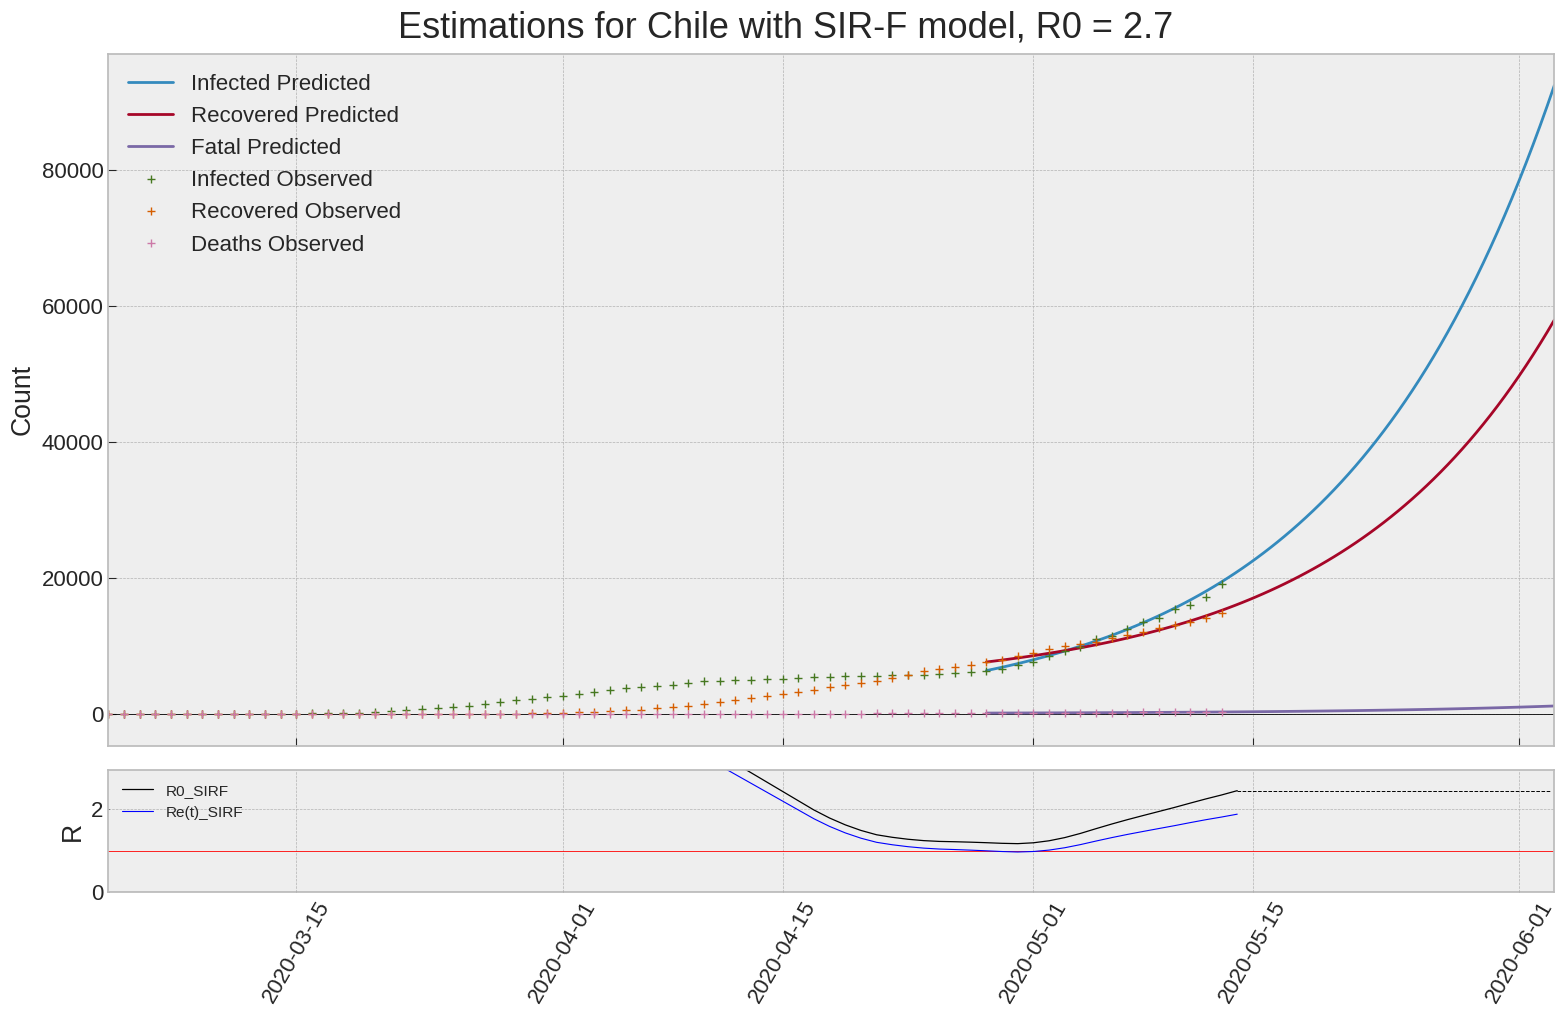 Estimations for Chile with SIR-F model, R0 = 2.7
Infected Predicted
Recovered Predicted
Fatal Predicted
Infected Observed
Recovered Observed
Deaths Observed
Count
80000
60000
40000
20000
0
R0_SIRF
Re(t)_SIRF
R
2
0
2020-03-15
2020-04-01
2020-04-15
2020-05-01
2020-05-15
2020-06-01